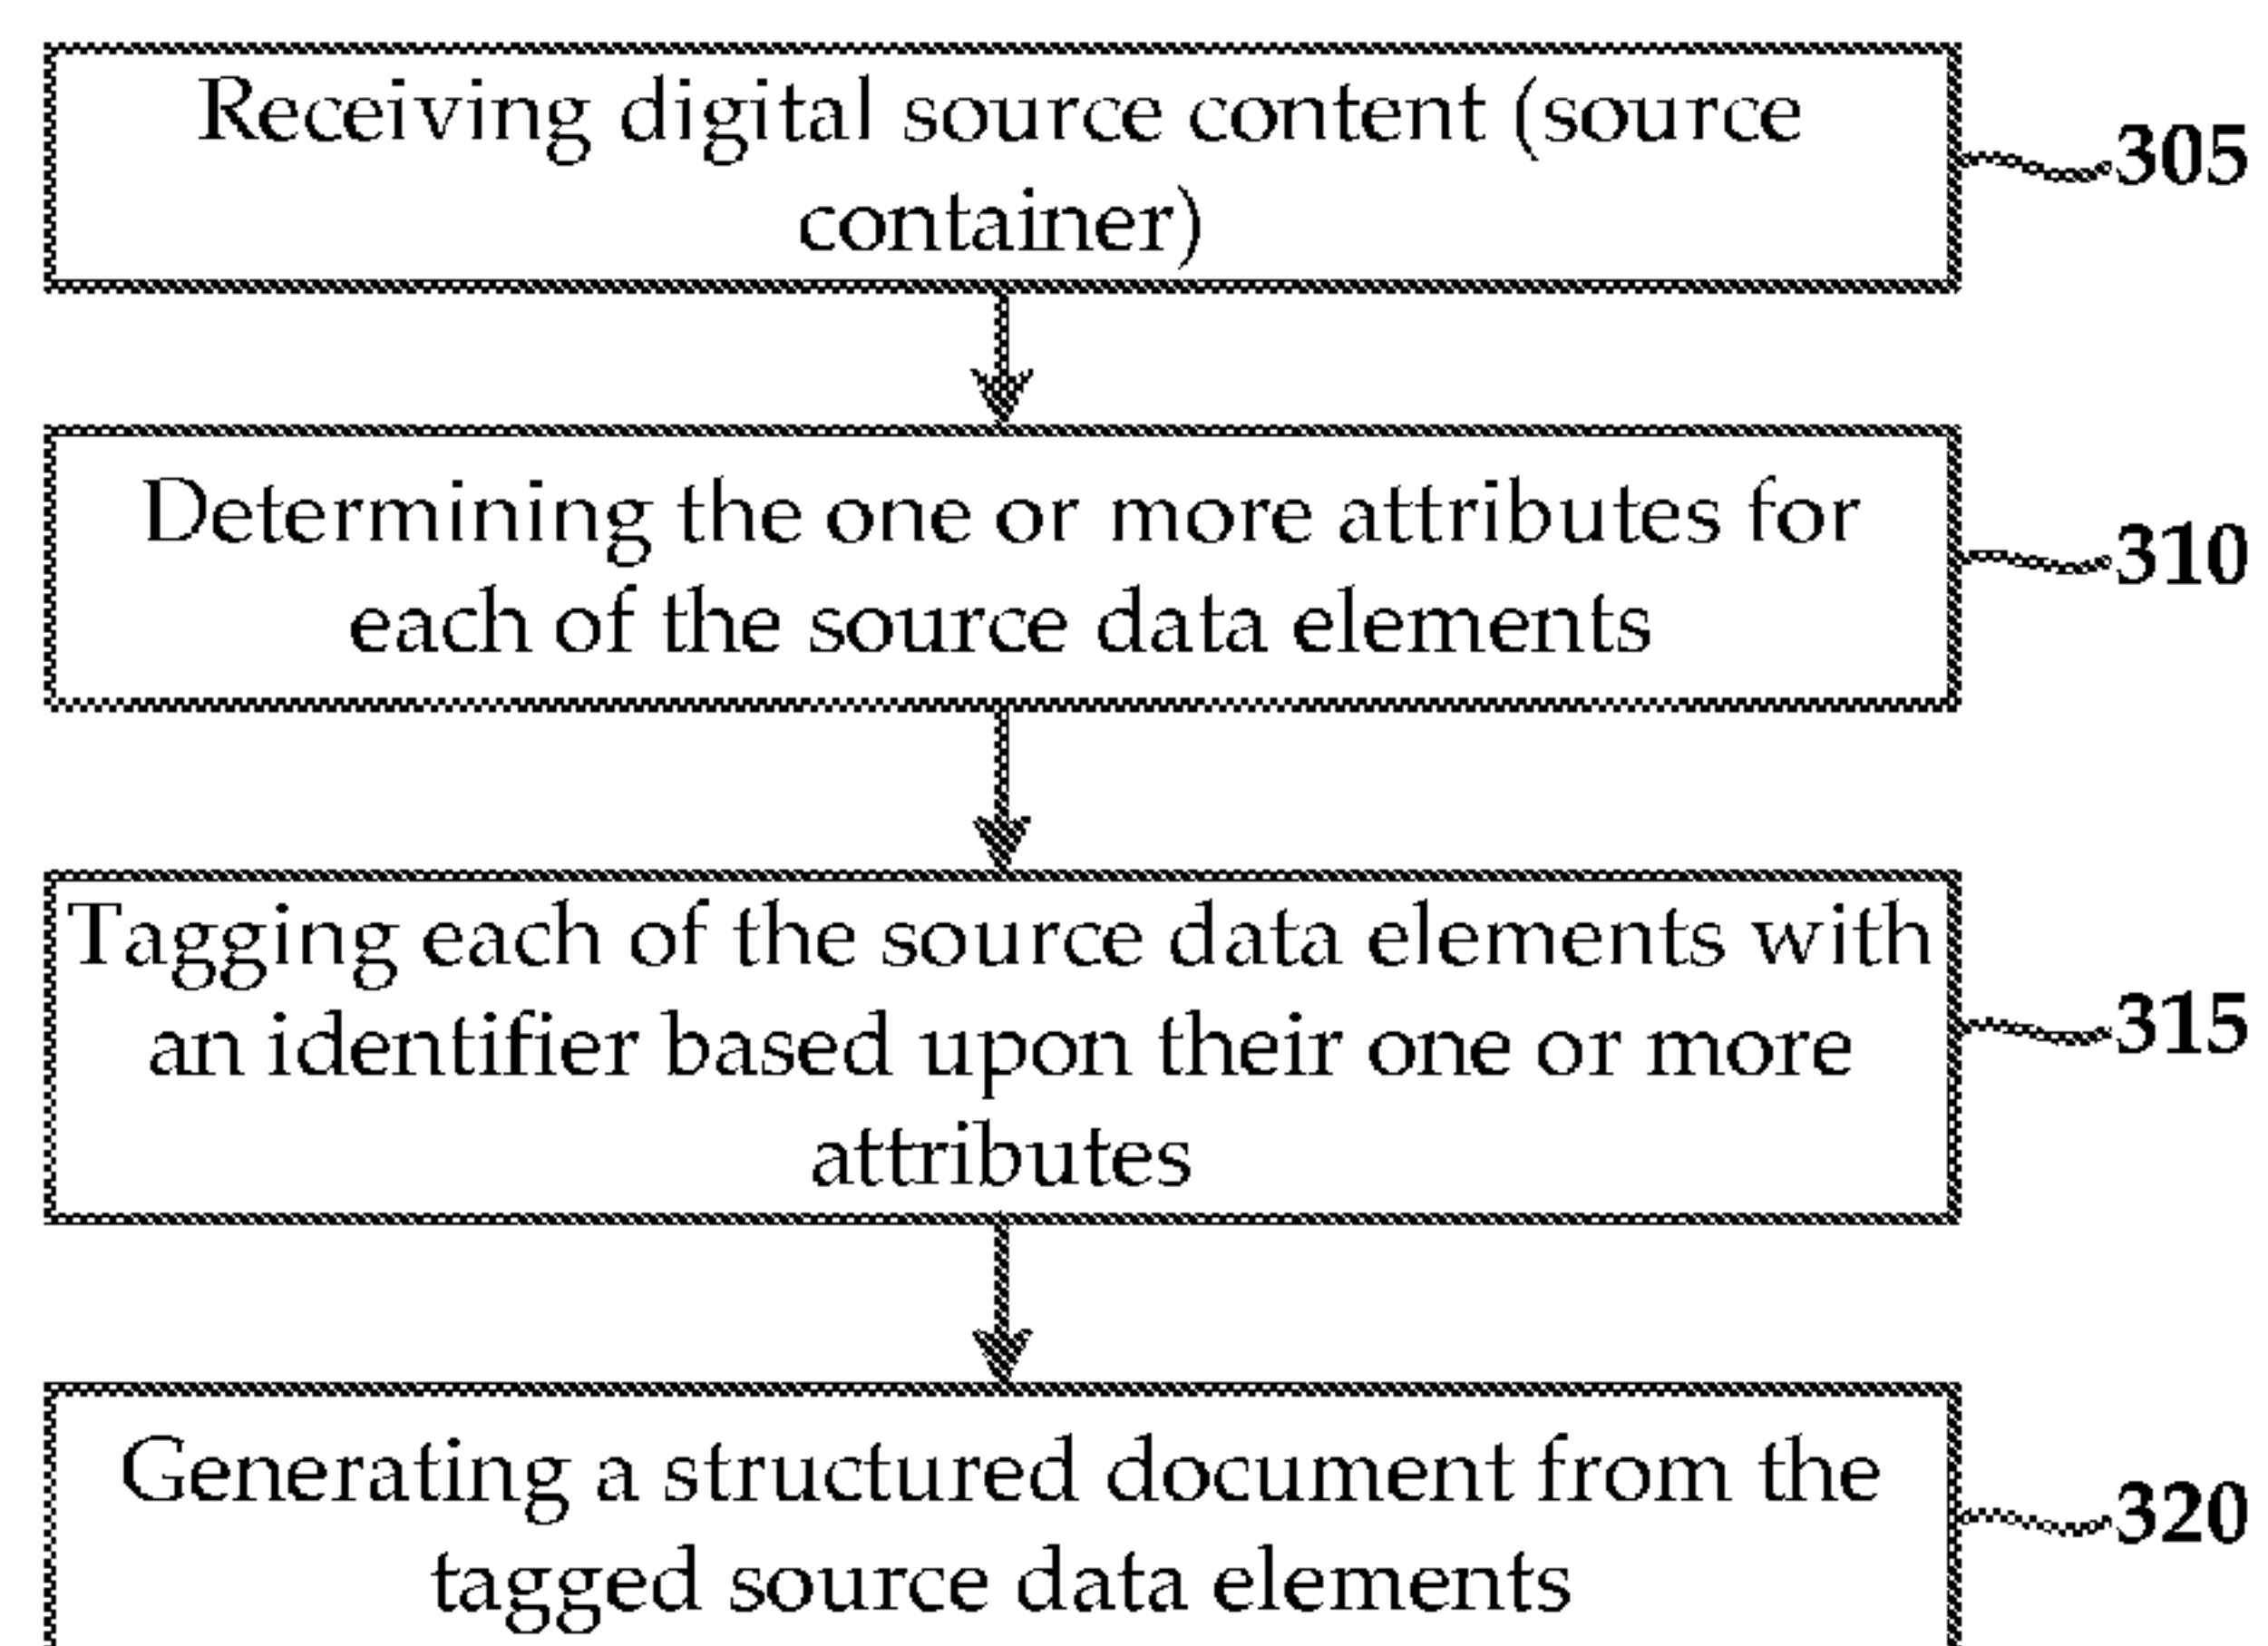 Receiving digital source content (source
container)
305
Determining the one or more attributes for
each of the source data elements
310
Tagging each of the source data elements with
an identifier based upon their one or more
attributes
315
Generating a structured document from the
tagged source data elements
320